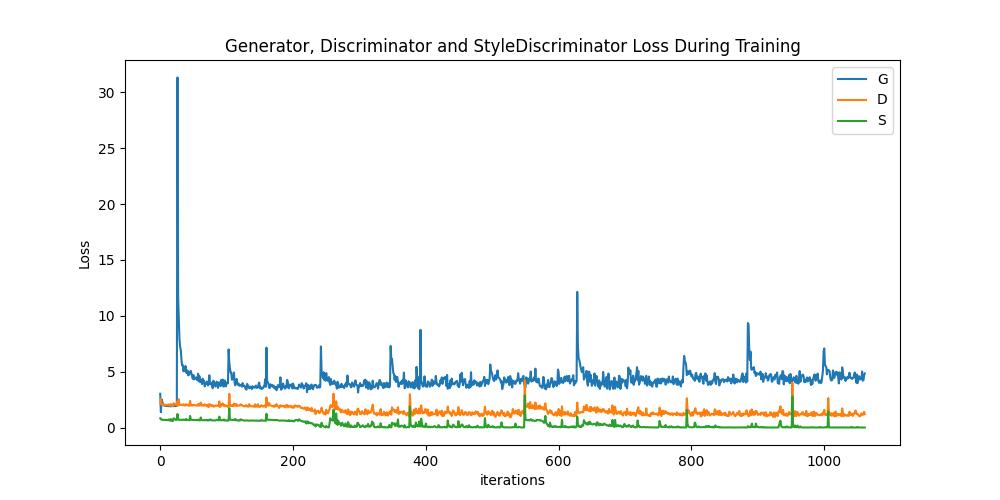 Generator, Discriminator and StyleDiscriminator Loss During Training
G
D
S
30
25
20
15
10
5
0
Loss
0 200 400 600 800 1000
iterations